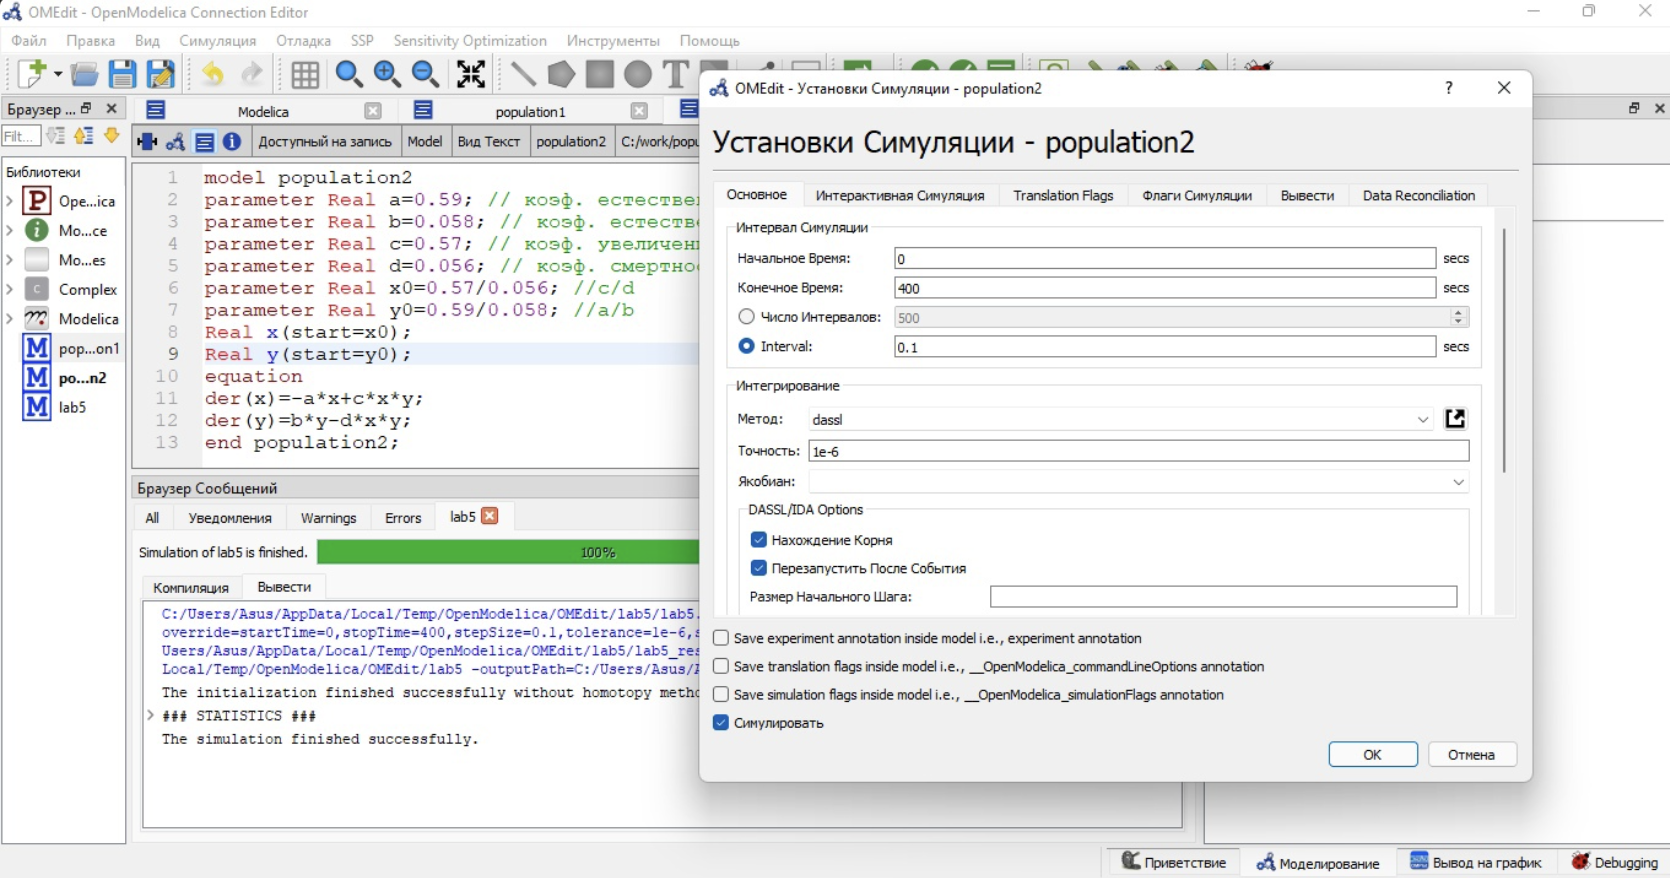 OMEdit - OpenModelica Connection Editor
Файл Правка Вид Симуляция Отладка SSP Sensitivity Optimization Инструменты Помощь
Браузер ...
Modelica
population1
Filt...
Доступный на запись
Model
Вид Текст
population2
C:/work/popu
Библиотеки
Ope...ica
Mo...ce
Mo...es
Complex
Modelica
pop...on1
po...n2
lab5
1 model population2
2 parameter Real a=0.59; // коэф. естестве
3 parameter Real b=0.058; // коэф. естеств
4 parameter Real c=0.57; // коэф. увеличен
5 parameter Real d=0.056; // коэф. смертно
6 parameter Real x0=0.57/0.056; //c/d
7 parameter Real y0=0.59/0.058; //a/b
8 Real x(start=x0);
9 Real y(start=y0);
10 equation
11 der(x)=-a*x+c*x*y;
12 der(y)=b*y-d*x*y;
13 end population2;
Браузер Сообщений
All Уведомления Warnings Errors lab5
Simulation of lab5 is finished.
100%
Компиляция Вывести
C:/Users/Asus/AppData/Local/Temp/OpenModelica/OMEdit/lab5/lab5.
override=startTime=0,stopTime=400,stepSize=0.1,tolerance=1e-6,s
Users/Asus/AppData/Local/Temp/OpenModelica/OMEdit/lab5/lab5_res
Local/Temp/OpenModelica/OMEdit/lab5 -outputPath=C:/Users/Asus/A
The initialization finished successfully without homotopy metho
### STATISTICS ###
The simulation finished successfully.
OMEdit - Установки Симуляции - population2
?
Установки Симуляции - population2
Основное Интерактивная Симуляция Translation Flags Флаги Симуляции Вывести Data Reconciliation
Интервал Симуляции
Начальное Время: 0 secs
Конечное Время: 400 secs
Число Интервалов: 500
Interval: 0.1 secs
Интегрирование
Метод: dassl
Точность: 1e-6
Якобиан:
DASSL/IDA Options
Нахождение Корня
Перезапустить После События
Размер Начального Шага:
Save experiment annotation inside model i.e., experiment annotation
Save translation flags inside model i.e., __OpenModelica_commandLineOptions annotation
Save simulation flags inside model i.e., __OpenModelica_simulationFlags annotation
Симулировать
OK Отмена
Приветствие Моделирование Вывод на график Debugging